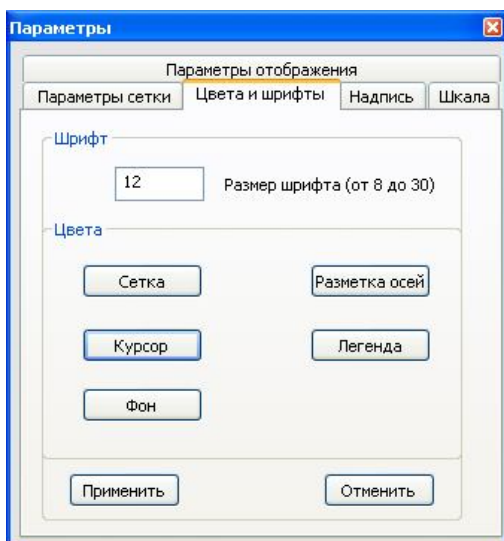 Параметры
Параметры отображения
Параметры сетки Цвета и шрифты Надпись Шкала
Шрифт
12 Размер шрифта (от 8 до 30)
Цвета
Сетка Разметка осей
Курсор Легенда
Фон
Применить Отменить